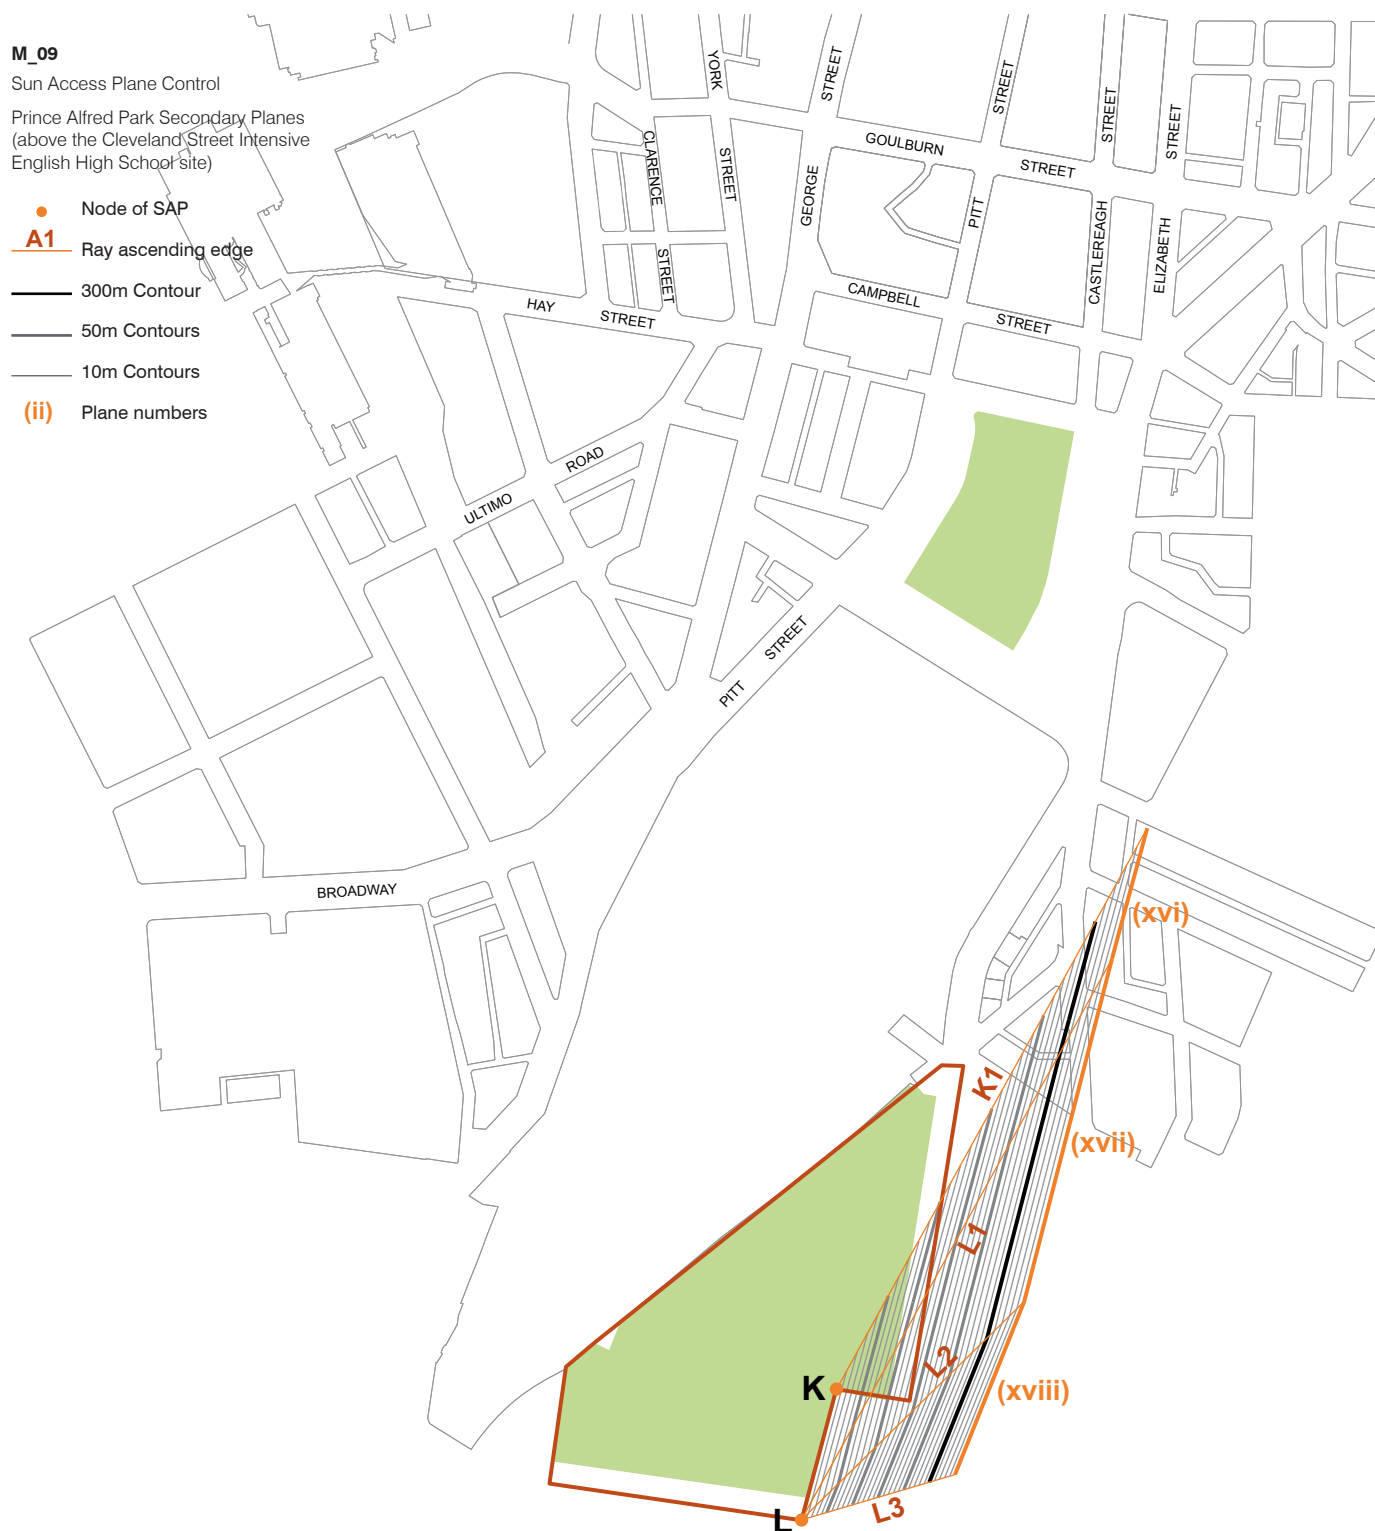 M_09
Sun Access Plane Control
Prince Alfred Park Secondary Planes
(above the Cleveland Street Intensive
English High School site)
Node of SAP
A1
Ray ascending edge
300m Contour
50m Contours
10m Contours
(ii)
Plane numbers
YORK
STREET
STREET
STREET
STREET
STREET
GOULBURN
STREET
CLARENCE
STREET
GEORGE
PITT
CASTLEREAGH
ELIZABETH
CAMPBELL
STREET
HAY
STREET
ROAD
ULTIMO
STREET
PITT
BROADWAY
(xvi)
K1
(xvii)
L1
L2
K
(xviii)
L3
L